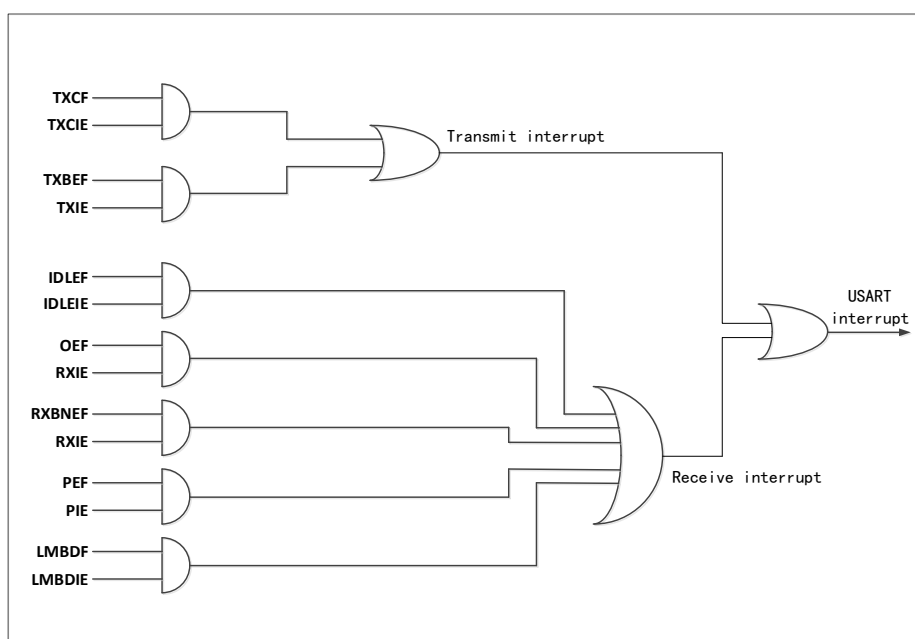 TXCF
TXCIE
Transmit interrupt
TXBEF
TXIE
IDLEF
IDLEIE
USART
interrupt
OEF
RXIE
RXBNEF
RXIE
PEF
PIE
Receive interrupt
LMBDF
LMBDIE